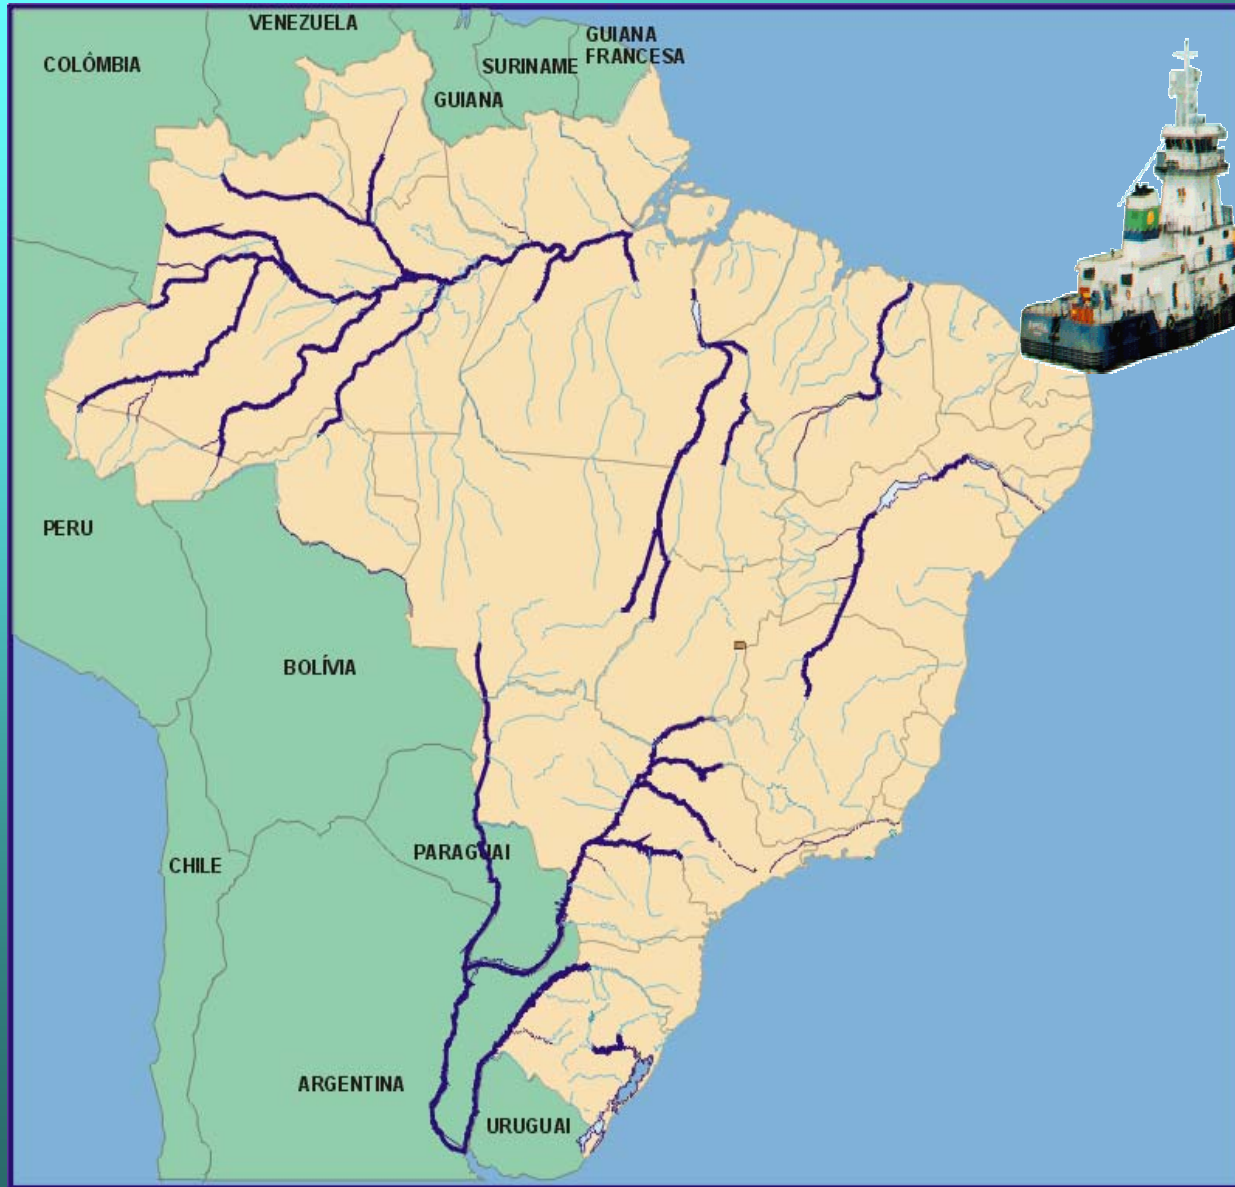 VENEZUELA
GUIANA
FRANCESA
COLÔMBIA
SURINAME
GUIANA
PERU
BOLÍVIA
PARAGUAI
CHILE
ARGENTINA
URUGUAI